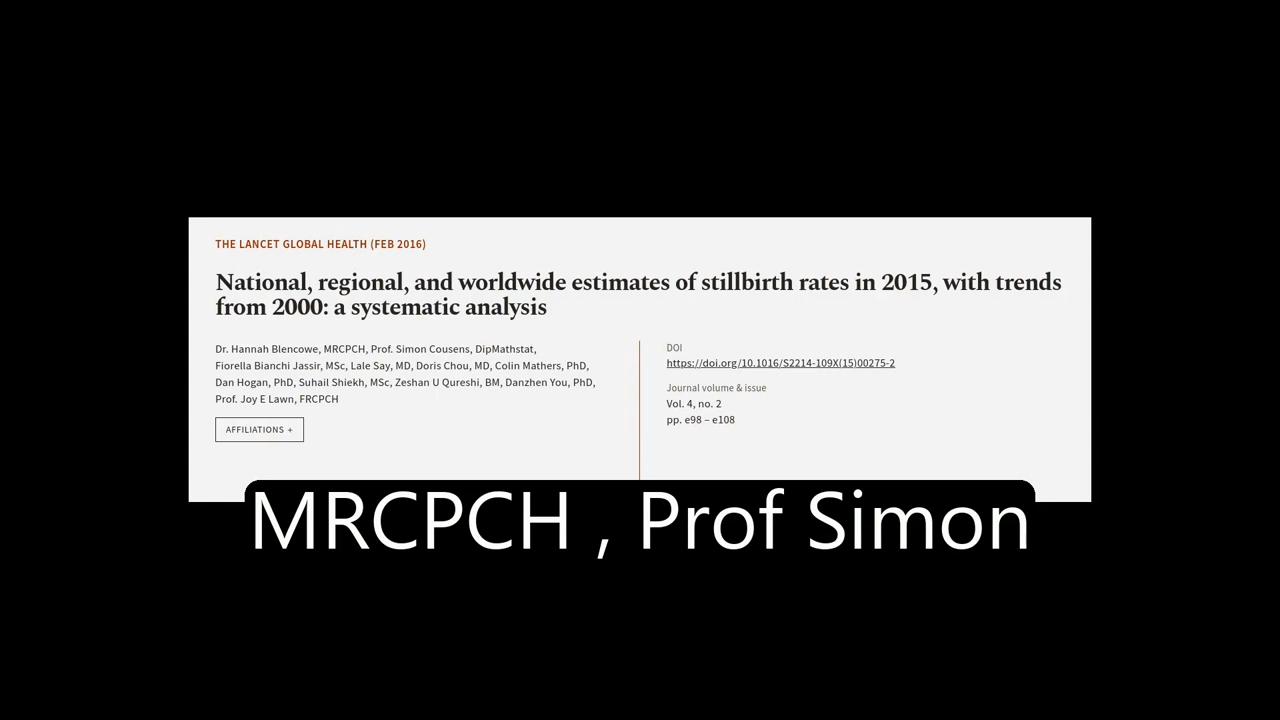 THE LANCET GLOBAL HEALTH (FEB 2016)
National, regional, and worldwide estimates of stillbirth rates in 2015, with trends
from 2000: a systematic analysis
Dr. Hannah Blencowe, MRCPCH, Prof. Simon Cousens, DipMathstat,
Fiorella Bianchi Jassir, MSc, Lale Say, MD, Doris Chou, MD, Colin Mathers, PhD,
Dan Hogan, PhD, Suhail Shiekh, MSc, Zeshan U Qureshi, BM, Danzhen You, PhD,
Prof. Joy E Lawn, FRCPCH
AFFILIATIONS +
DOI
https://doi.org/10.1016/S2214-109X(15)00275-2
Journal volume & issue
Vol. 4, no. 2
pp. e98 – e108
MRCPCH , Prof Simon